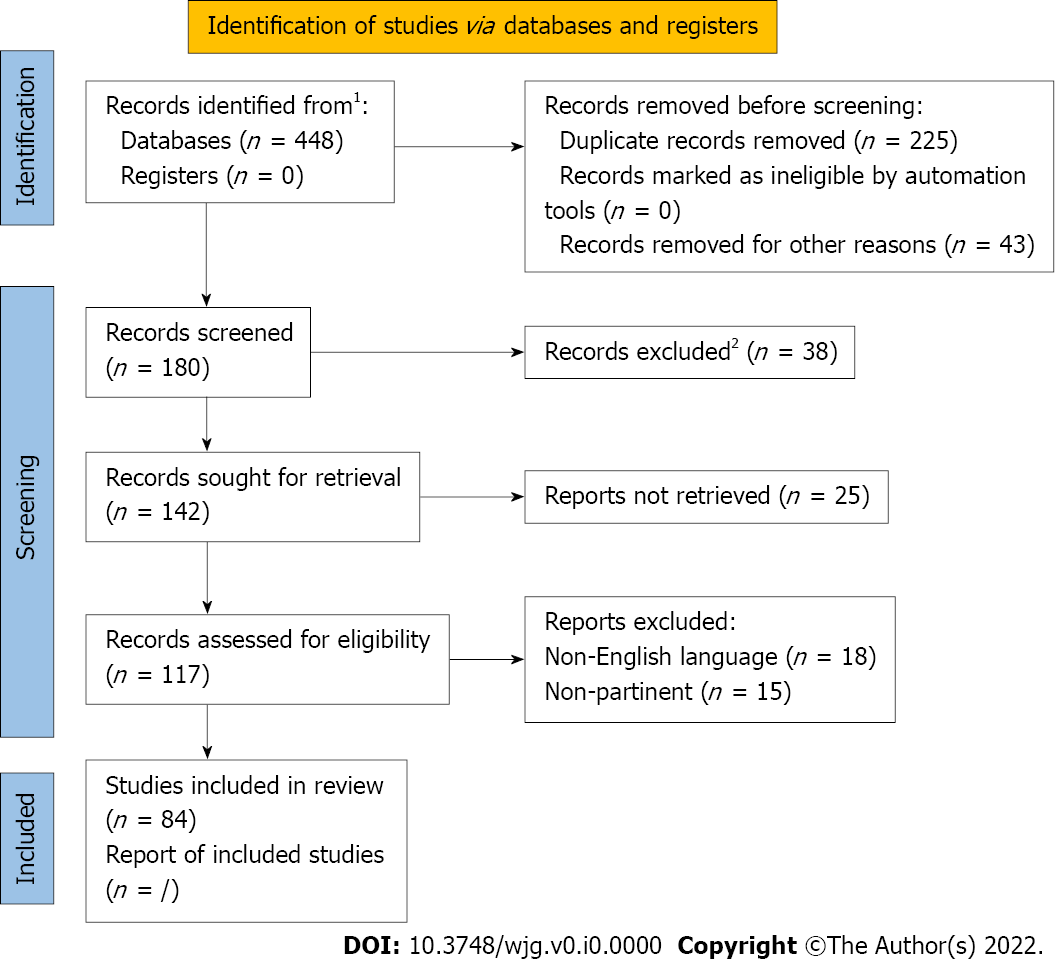 Identification of studies via databases and registers
Identification
Records identified from¹:
Databases (n = 448)
Registers (n = 0)
Records removed before screening:
Duplicate records removed (n = 225)
Records marked as ineligible by automation
tools (n = 0)
Records removed for other reasons (n = 43)
Screening
Records screened
(n = 180)
Records excluded² (n = 38)
Records sought for retrieval
(n = 142)
Reports not retrieved (n = 25)
Records assessed for eligibility
(n = 117)
Reports excluded:
Non-English language (n = 18)
Non-partinent (n = 15)
Included
Studies included in review
(n = 84)
Report of included studies
(n = /)
DOI: 10.3748/wjg.v0.i0.0000 Copyright ©The Author(s) 2022.